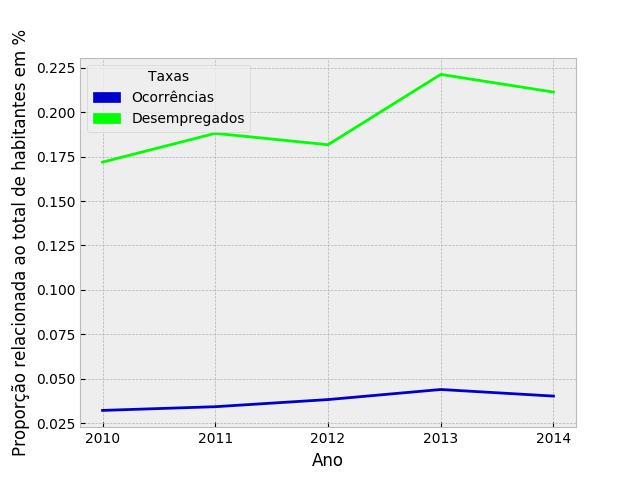 Proporção relacionada ao total de habitantes em %
0.225
0.200
0.175
0.150
0.125
0.100
0.075
0.050
0.025
Taxas
Ocorrências
Desempregados
2010 2011 2012 2013 2014
Ano